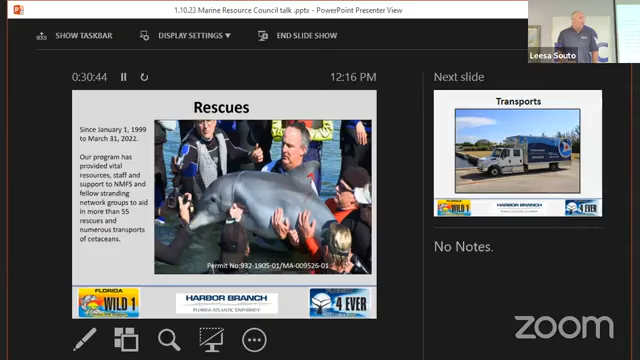 1.10.23 Marine Resource Council talk .pptx - PowerPoint Presenter View
SHOW TASKBAR
DISPLAY SETTINGS
END SLIDE SHOW
Leesa Souto
0:30:44
12:16 PM
Rescues
Since January 1, 1999
to March 31, 2022.
Our program has
provided vital
resources, staff and
support to NMFS and
fellow stranding
network groups to aid
in more than 55
rescues and
numerous transports
of cetaceans.
Permit No:932-1905-01/MA-009526-01
FLORIDA
WILD 1
HARBOR BRANCH
FLORIDA ATLANTIC UNIVERSITY
4 EVER
Next slide
Transports
WILD 1
HARBOR BRANCH
4 EVER
No Notes.
zoom